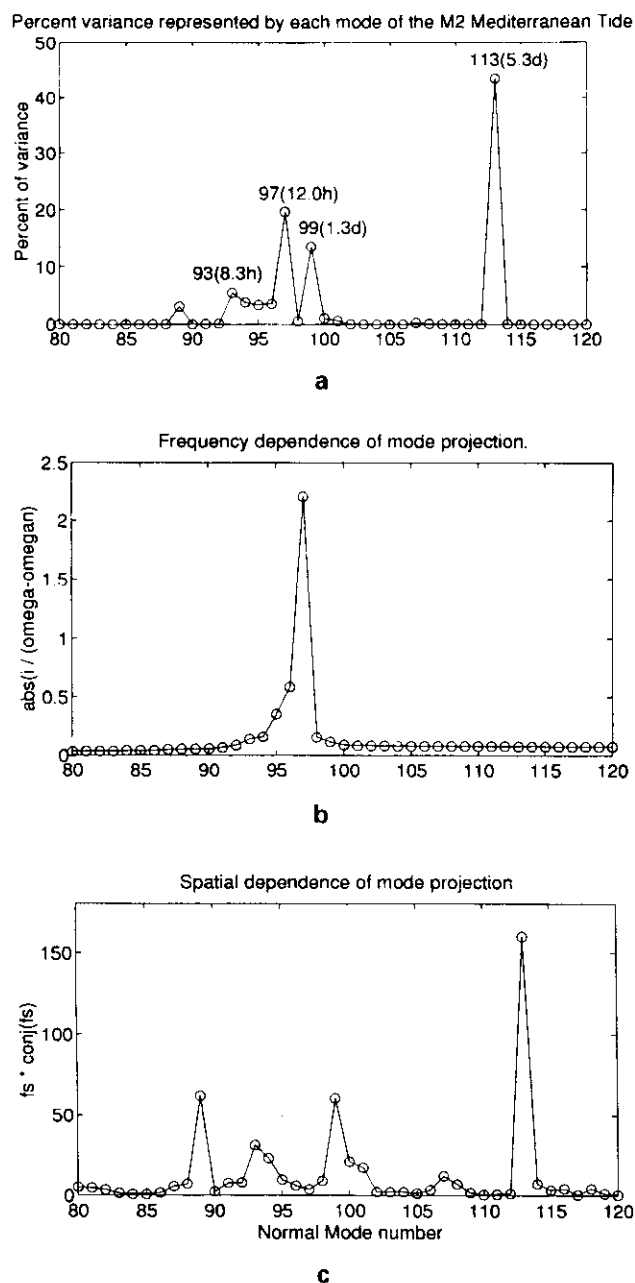 Percent variance represented by each mode of the M2 Mediterranean Tide
50
40
30
20
10
0
Percent of variance
93(8.3h)
97(12.0h)
99(1.3d)
113(5.3d)
80 85 90 95 100 105 110 115 120
a
Frequency dependence of mode projection.
2.5
2
1.5
1
0.5
0
abs(i / (omega-omegan)
80 85 90 95 100 105 110 115 120
b
Spatial dependence of mode projection
150
100
50
0
fs * conj(fs)
80 85 90 95 100 105 110 115 120
Normal Mode number
c